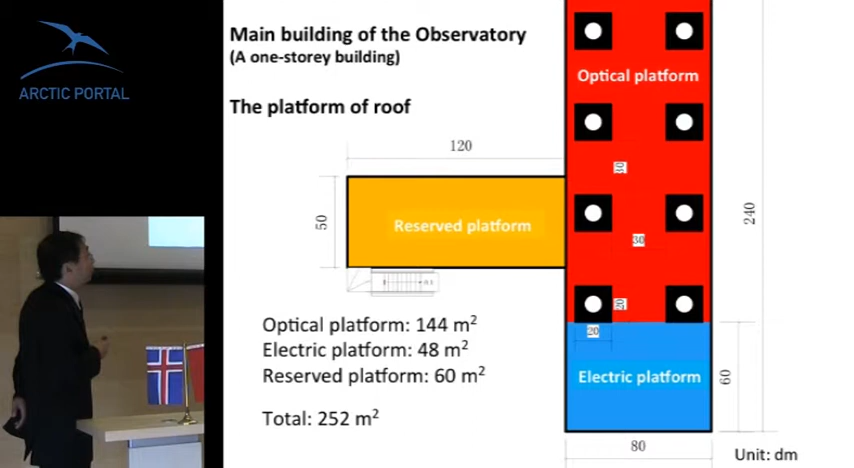 ARCTIC PORTAL
Main building of the Observatory
(A one-storey building)
The platform of roof
Optical platform
120
30
50
Reserved platform
240
30
20
20
Optical platform: 144 m²
Electric platform: 48 m²
Reserved platform: 60 m²
Total: 252 m²
Electric platform
60
80
Unit: dm